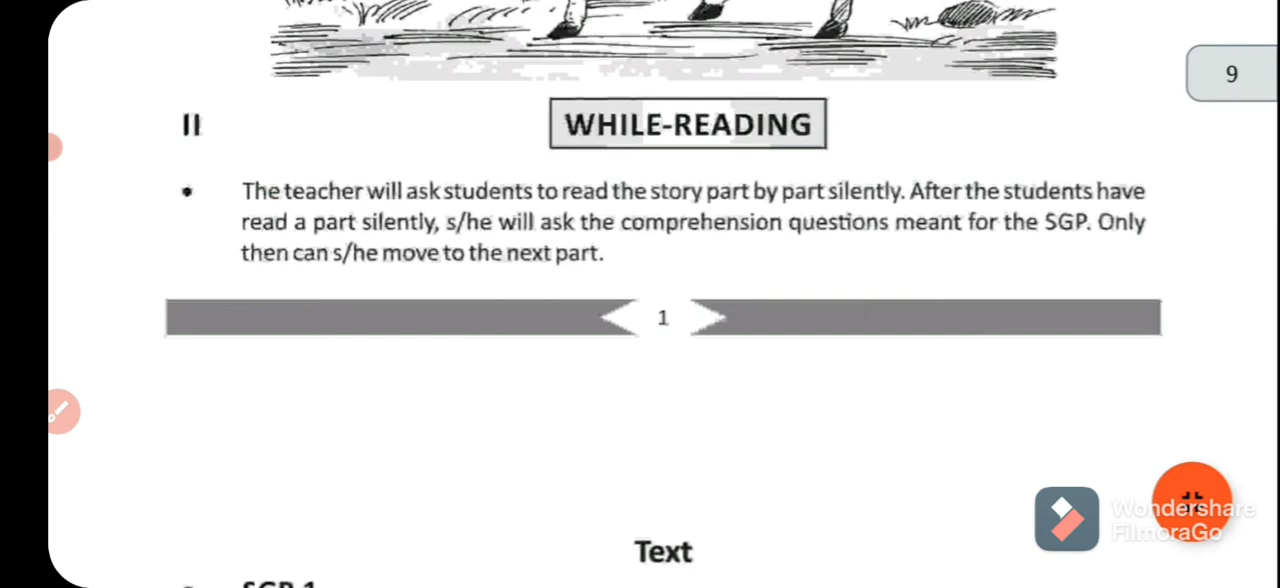 9
II
WHILE-READING
• The teacher will ask students to read the story part by part silently. After the students have
read a part silently, s/he will ask the comprehension questions meant for the SGP. Only
then can s/he move to the next part.
1
Wondershare
FilmoraGo
Text
• SGP 1